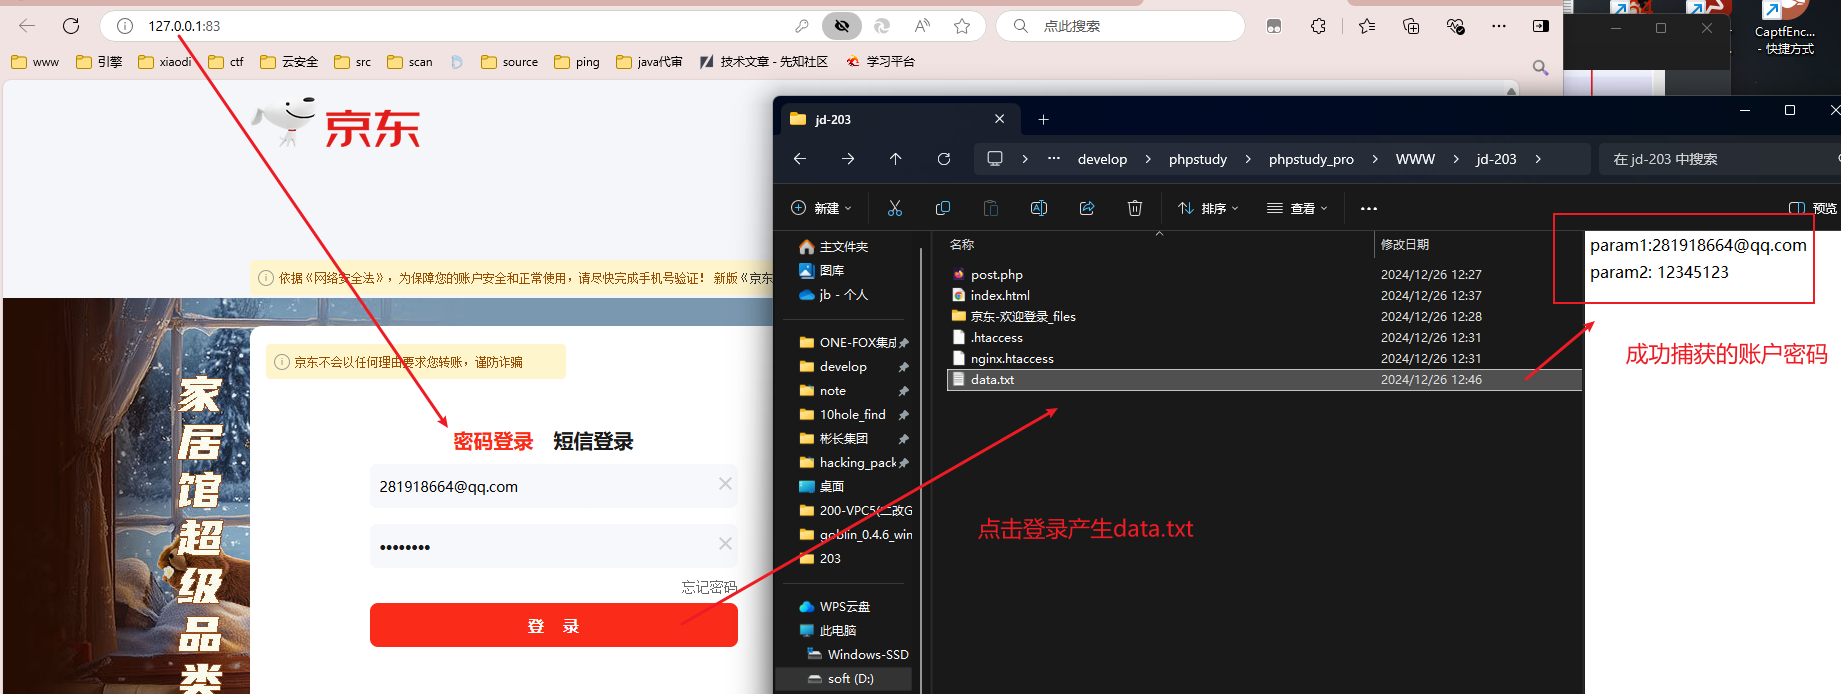 127.0.0.1:83
点此搜索
www
引擎
xiaodi
ctf
云安全
src
scan
source
ping
java代审
技术文章 - 先知社区
学习平台
CaptfEnc...
- 快捷方式
京东
依据《网络安全法》，为保障您的账户安全和正常使用，请尽快完成手机号验证！ 新版《京东
京东不会以任何理由要求您转账，谨防诈骗
家居馆超级品类
密码登录 短信登录
281918664@qq.com
••••••••
忘记密码
登 录
jd-203
develop
phpstudy
phpstudy_pro
WWW
jd-203
在 jd-203 中搜索
新建
排序
查看
预览
主文件夹
图库
jb - 个人
ONE-FOX集成
develop
note
10hole_find
彬长集团
hacking_pack
桌面
200-VPC5(二改G
goblin_0.4.6_win
203
WPS云盘
此电脑
Windows-SSD
soft (D:)
名称 修改日期
post.php 2024/12/26 12:27
index.html 2024/12/26 12:37
京东-欢迎登录_files 2024/12/26 12:28
.htaccess 2024/12/26 12:31
nginx.htaccess 2024/12/26 12:31
data.txt 2024/12/26 12:46
点击登录产生data.txt
param1:281918664@qq.com
param2: 12345123
成功捕获的账户密码